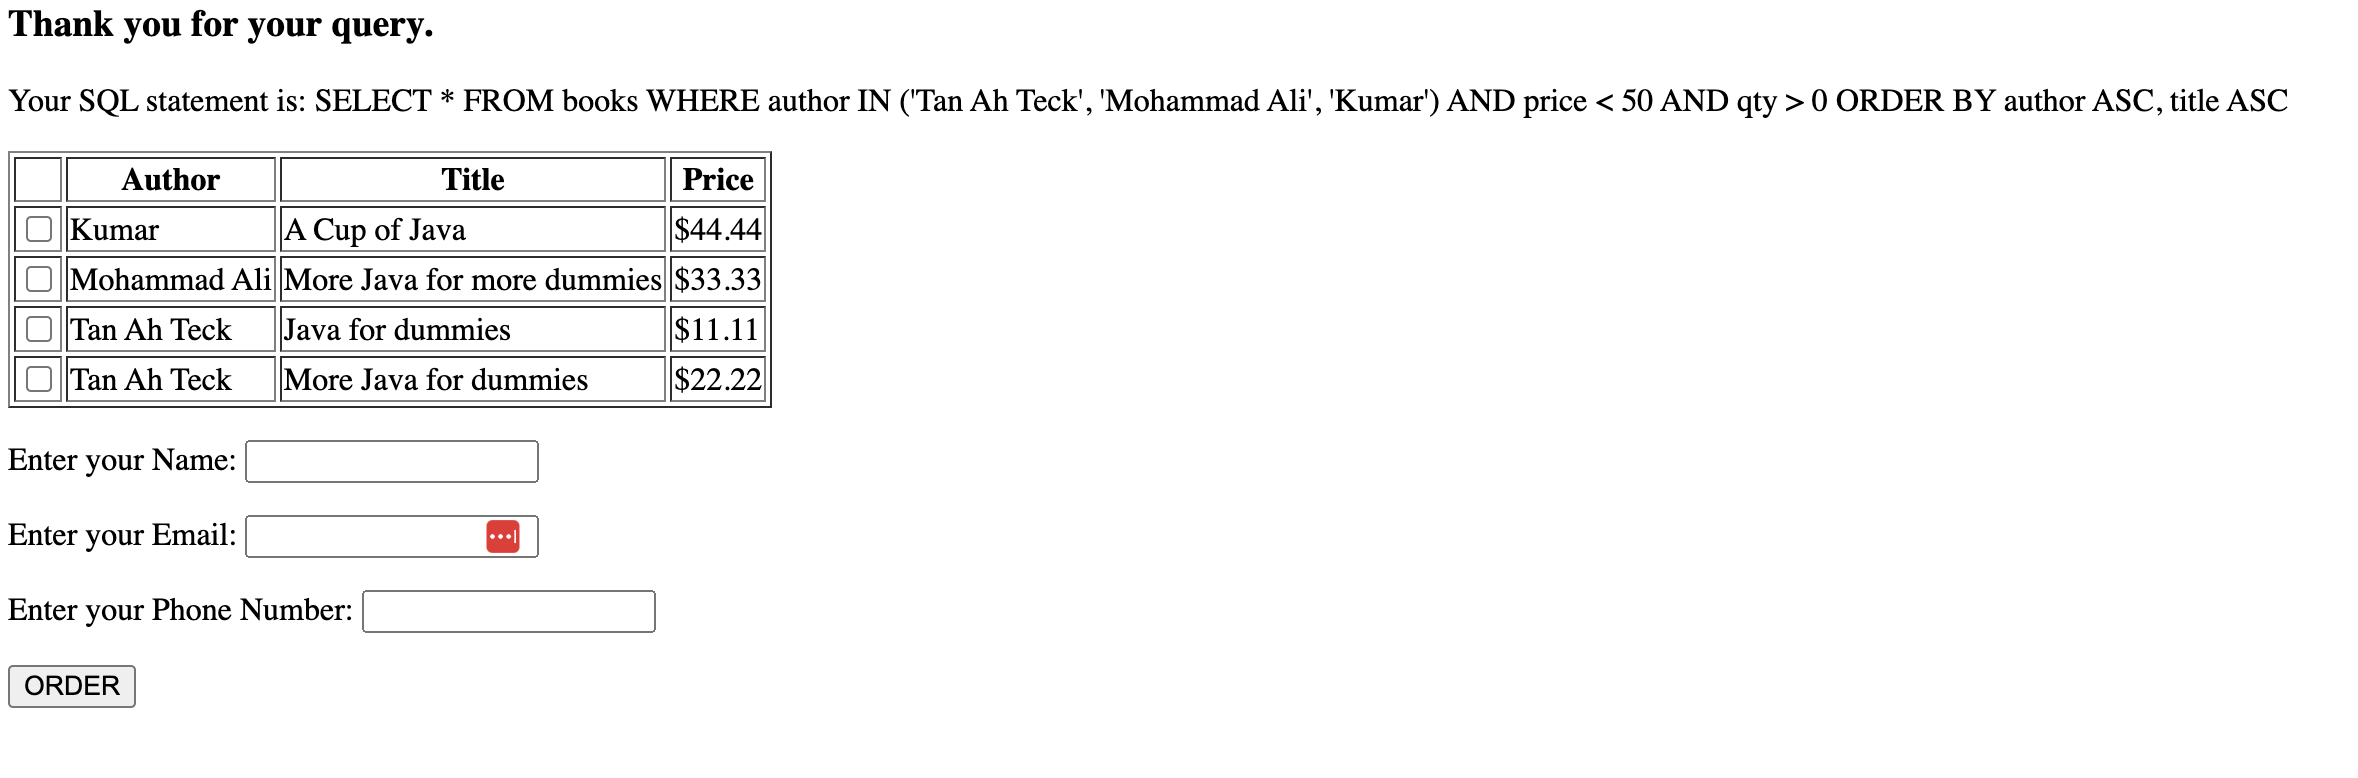 Thank you for your query.
Your SQL statement is: SELECT * FROM books WHERE author IN ('Tan Ah Teck', 'Mohammad Ali', 'Kumar') AND price < 50 AND qty > 0 ORDER BY author ASC, title ASC
Author Title Price
Kumar A Cup of Java $44.44
Mohammad Ali More Java for more dummies $33.33
Tan Ah Teck Java for dummies $11.11
Tan Ah Teck More Java for dummies $22.22
Enter your Name:
Enter your Email:
Enter your Phone Number:
ORDER